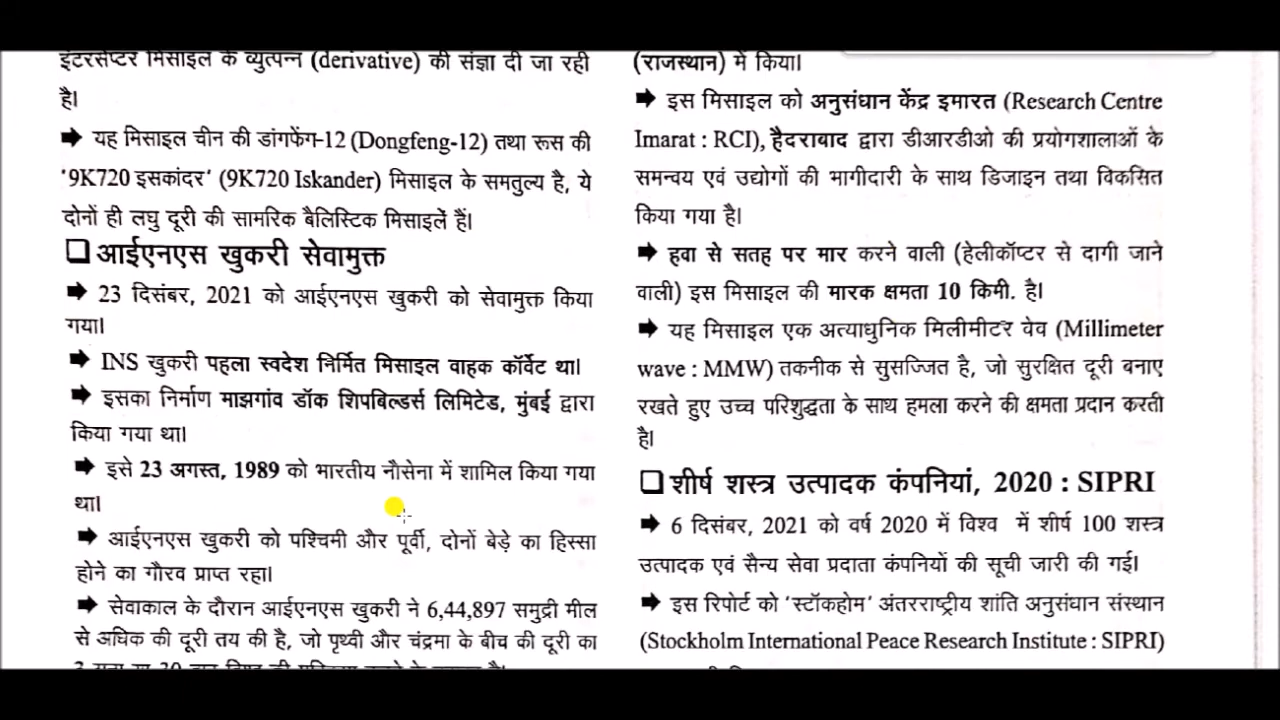 इंटरसेप्टर मिसाइल के व्युत्पन्न (derivative) की संज्ञा दी जा रही
है।
➡ यह मिसाइल चीन की डांगफेंग-12 (Dongfeng-12) तथा रूस की
'9K720 इसकांदर' (9K720 Iskander) मिसाइल के समतुल्य है, ये
दोनों ही लघु दूरी की सामरिक बैलिस्टिक मिसाइलें हैं।
❑ आईएनएस खुकरी सेवामुक्त
➡ 23 दिसंबर, 2021 को आईएनएस खुकरी को सेवामुक्त किया
गया।
➡ INS खुकरी पहला स्वदेश निर्मित मिसाइल वाहक कॉर्वेट था।
➡ इसका निर्माण माझगांव डॉक शिपबिल्डर्स लिमिटेड, मुंबई द्वारा
किया गया था।
➡ इसे 23 अगस्त, 1989 को भारतीय नौसेना में शामिल किया गया
था।
➡ आईएनएस खुकरी को पश्चिमी और पूर्वी, दोनों बेड़े का हिस्सा
होने का गौरव प्राप्त रहा।
➡ सेवाकाल के दौरान आईएनएस खुकरी ने 6,44,897 समुद्री मील
से अधिक की दूरी तय की है, जो पृथ्वी और चंद्रमा के बीच की दूरी का
(राजस्थान) में किया।
➡ इस मिसाइल को अनुसंधान केंद्र इमारत (Research Centre
Imarat : RCI), हैदराबाद द्वारा डीआरडीओ की प्रयोगशालाओं के
समन्वय एवं उद्योगों की भागीदारी के साथ डिजाइन तथा विकसित
किया गया है।
➡ हवा से सतह पर मार करने वाली (हेलीकॉप्टर से दागी जाने
वाली) इस मिसाइल की मारक क्षमता 10 किमी. है।
➡ यह मिसाइल एक अत्याधुनिक मिलीमीटर वेव (Millimeter
wave : MMW) तकनीक से सुसज्जित है, जो सुरक्षित दूरी बनाए
रखते हुए उच्च परिशुद्धता के साथ हमला करने की क्षमता प्रदान करती
है।
❑ शीर्ष शस्त्र उत्पादक कंपनियां, 2020 : SIPRI
➡ 6 दिसंबर, 2021 को वर्ष 2020 में विश्व में शीर्ष 100 शस्त्र
उत्पादक एवं सैन्य सेवा प्रदाता कंपनियों की सूची जारी की गई।
➡ इस रिपोर्ट को 'स्टॉकहोम' अंतरराष्ट्रीय शांति अनुसंधान संस्थान
(Stockholm International Peace Research Institute : SIPRI)